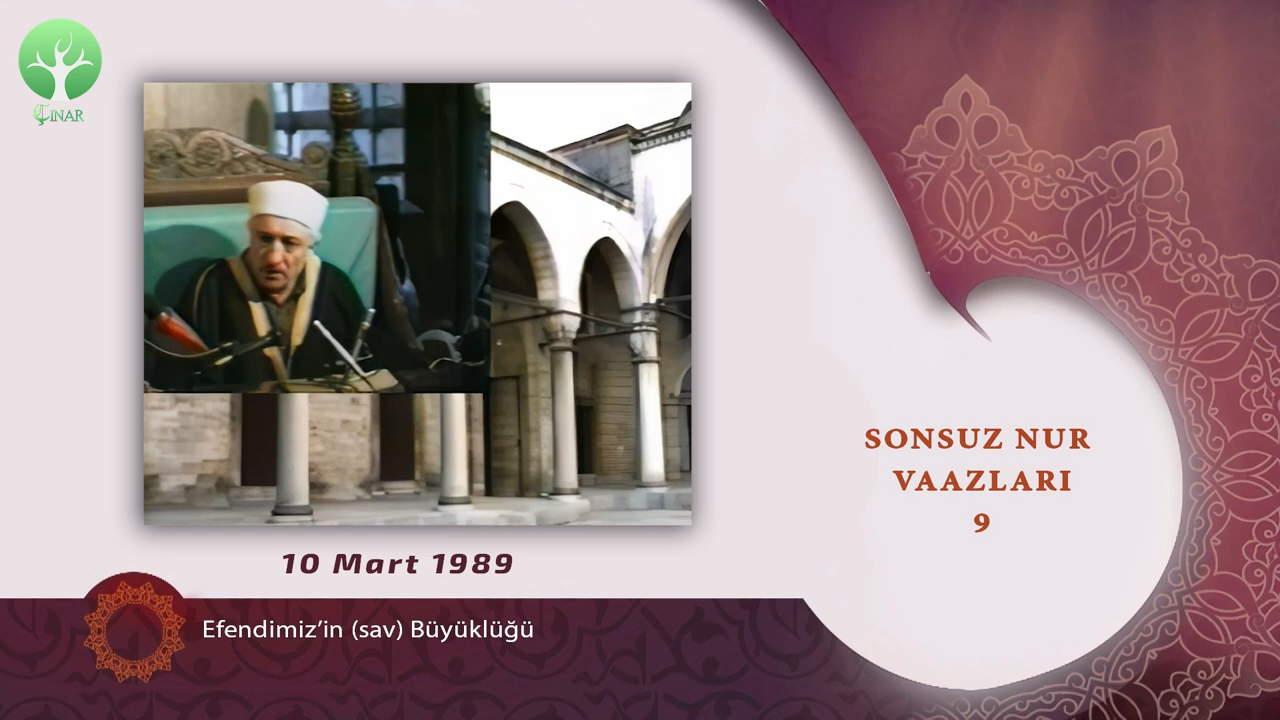 ÇINAR
SONSUZ NUR
VAAZLARI
9
10 Mart 1989
Efendimiz’in (sav) Büyüklüğü